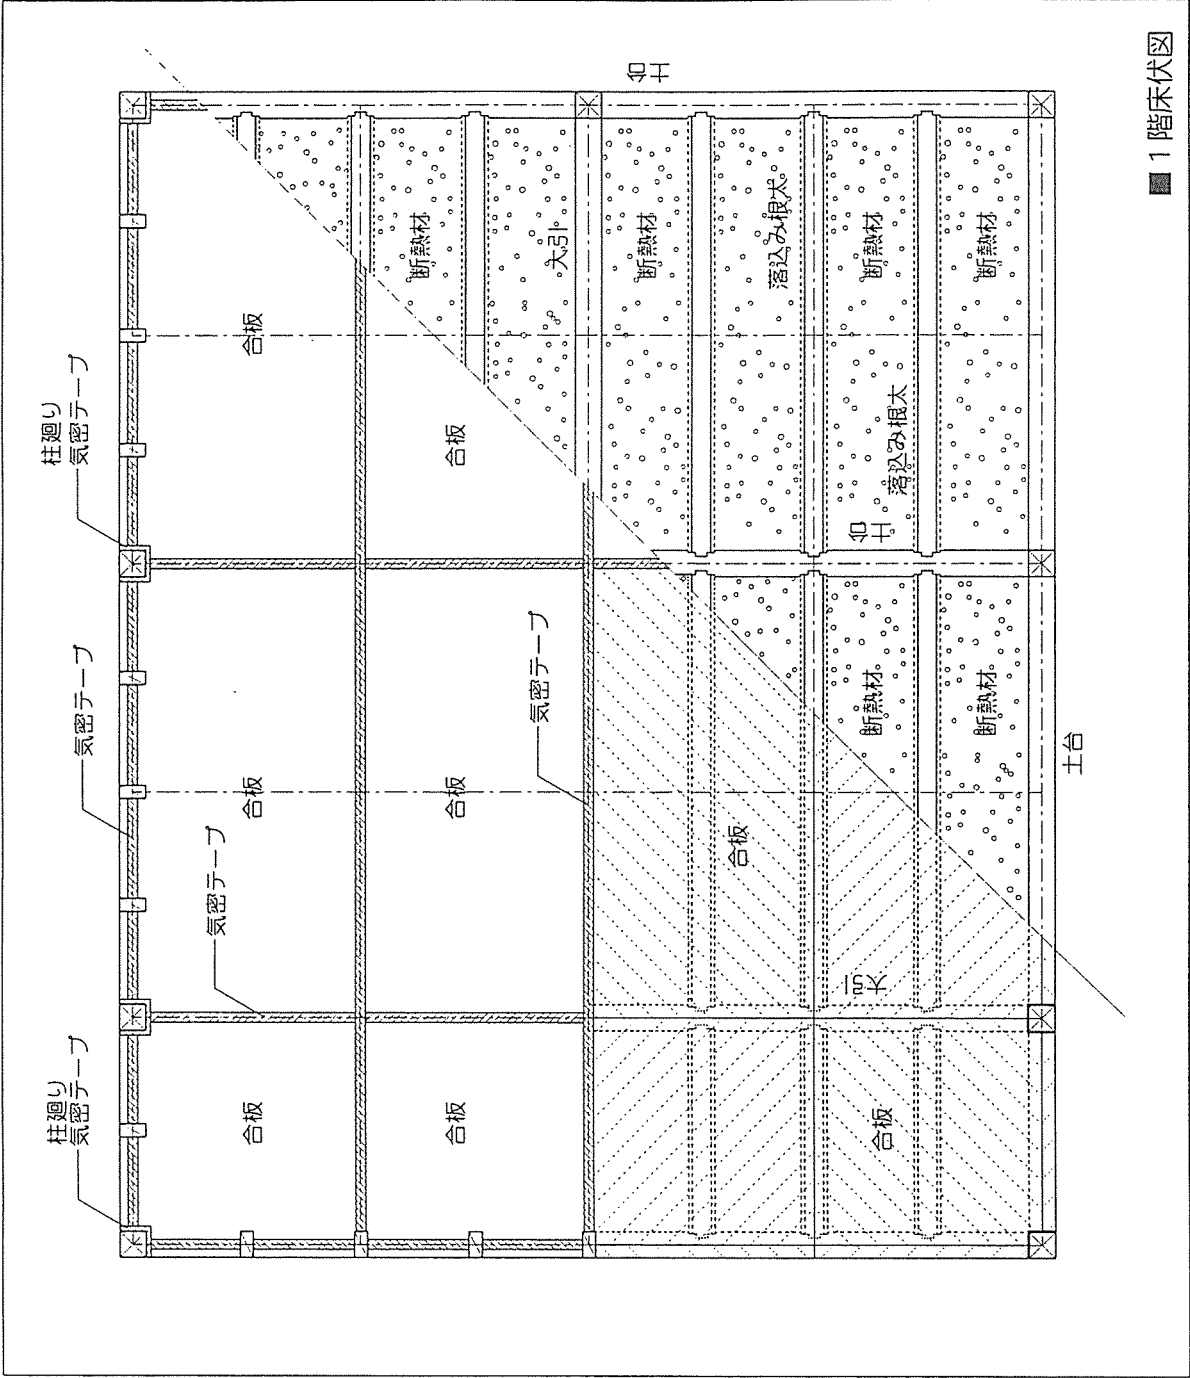 柱廻り
気密テープ
気密テープ
柱廻り
気密テープ
気密テープ
合板
合板
合板
断熱材
合板
合板
合板
気密テープ
大引
断熱材
土台
合板
落込み根太
大引
土台
断熱材
断熱材
合板
落込み根太
断熱材
断熱材
土台
■1階床伏図